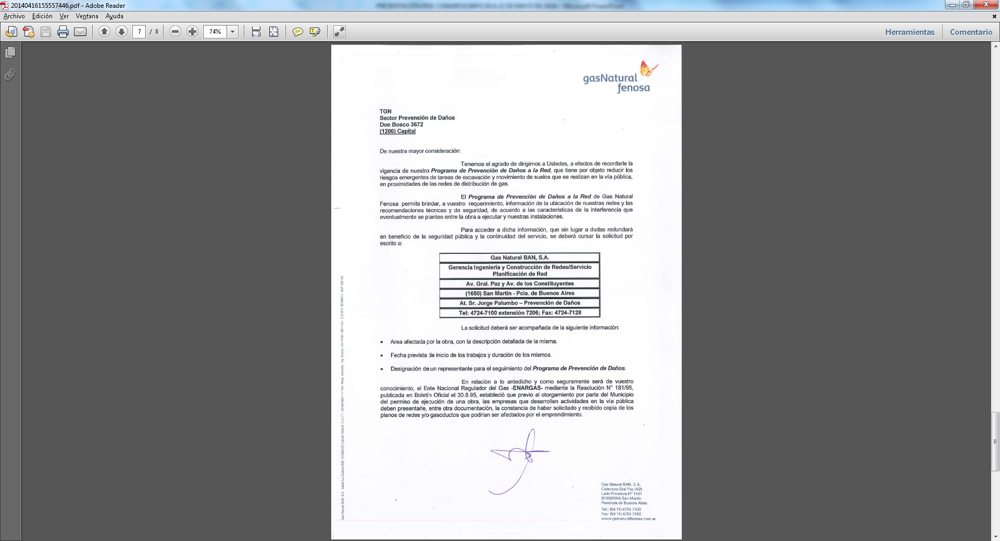 20140416155557446.pdf - Adobe Reader
Archivo Edición Ver Ventana Ayuda
7 / 8 74% Herramientas Comentario
gasNatural
fenosa
TGN
Sector Prevensión de Daños
Don Bosco 3672
(1206) Capital
De nuestra mayor consideración:
Tenemos el agrado de dirigirnos a Ustedes, a efectos de recordarle la
vigencia de nuestro Programa de Prevención de Daños a la Red, que tiene por objeto reducir los
riesgos emergentes de tareas de excavación y movimiento de suelos que se realizan en la vía pública,
en proximidades de las redes de distribución de gas.
El Programa de Prevención de Daños a la Red de Gas Natural
Fenosa permite brindar, a vuestro requerimiento, información de la ubicación de nuestras redes y las
recomendaciones técnicas y de seguridad, de acuerdo a las características de la interferencia que
eventualmente se plantee entre la obra a ejecutar y nuestras instalaciones.
Para acceder a dicha información, que sin lugar a dudas redundará
en beneficio de la seguridad pública y la continuidad del servicio, se deberá cursar la solicitud por
escrito a:
Gas Natural BAN, S.A.
Gerencia Ingeniería y Construcción de Redes/Servicio
Planificación de Red
Av. Gral. Paz y Av. de los Constituyentes
(1650) San Martín - Pcia. de Buenos Aires
At. Sr. Jorge Palumbo – Prevención de Daños
Tel: 4724-7100 extensión 7206; Fax: 4724-7128
La solicitud deberá ser acompañada de la siguiente información:
• Area afectada por la obra, con la descripción detallada de la misma.
• Fecha prevista de inicio de los trabajos y duración de los mismos.
• Designación de un representante para el seguimiento del Programa de Prevención de Daños.
En relación a lo antedicho y como seguramente será de vuestro
conocimiento, el Ente Nacional Regulador del Gas -ENARGAS- mediante la Resolución N° 181/95,
publicada en Boletín Oficial el 30.8.95, estableció que previo al otorgamiento por parte del Municipio
del permiso de ejecución de una obra, las empresas que desarrollen actividades en la vía pública
deben presentarle, entre otra documentación, la constancia de haber solicitado y recibido copia de los
planos de redes y/o gasoductos que podrían ser afectados por el emprendimiento.
Gas Natural BAN, S.A.
Colectora Gral Paz (A2)
Lado Provincia N° 1401
B1650KNA San Martín
Provincia de Buenos Aires
Tel.: (54 11) 4724 7100
Fax: (54 11) 4724 7180
www.gasnaturalfenosa.com.ar